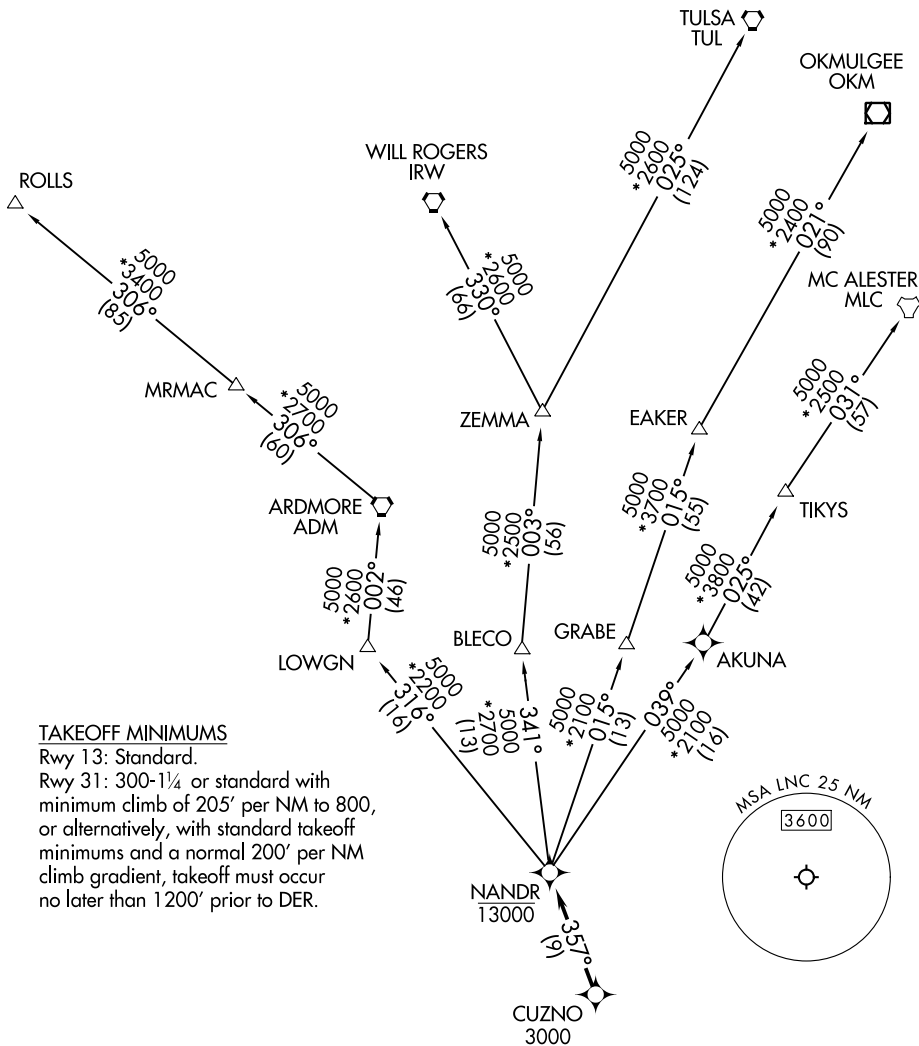 TULSA
TUL
OKMULGEE
OKM
WILL ROGERS
IRW
ROLLS
5000
*2600
025°
(124)
5000
*2400
021°
(90)
MC ALESTER
MLC
5000
*3400
306°
(85)
5000
*2600
330°
(66)
MRMAC
5000
*2700
306°
(60)
ZEMMA
EAKER
5000
*2500
031°
(57)
TIKYS
ARDMORE
ADM
5000
*2500
003°
(56)
5000
*3700
015°
(55)
5000
*3800
025°
(42)
5000
*2600
002°
(46)
LOWGN
BLECO
GRABE
AKUNA
5000
*2200
316°
(16)
341°
5000
*2700
(13)
5000
*2100
015°
(13)
039°
5000
*2100
(16)
TAKEOFF MINIMUMS
Rwy 13: Standard.
Rwy 31: 300-1¼ or standard with
minimum climb of 205' per NM to 800,
or alternatively, with standard takeoff
minimums and a normal 200' per NM
climb gradient, takeoff must occur
no later than 1200' prior to DER.
MSA LNC 25 NM
3600
NANDR
13000
357°
(9)
CUZNO
3000